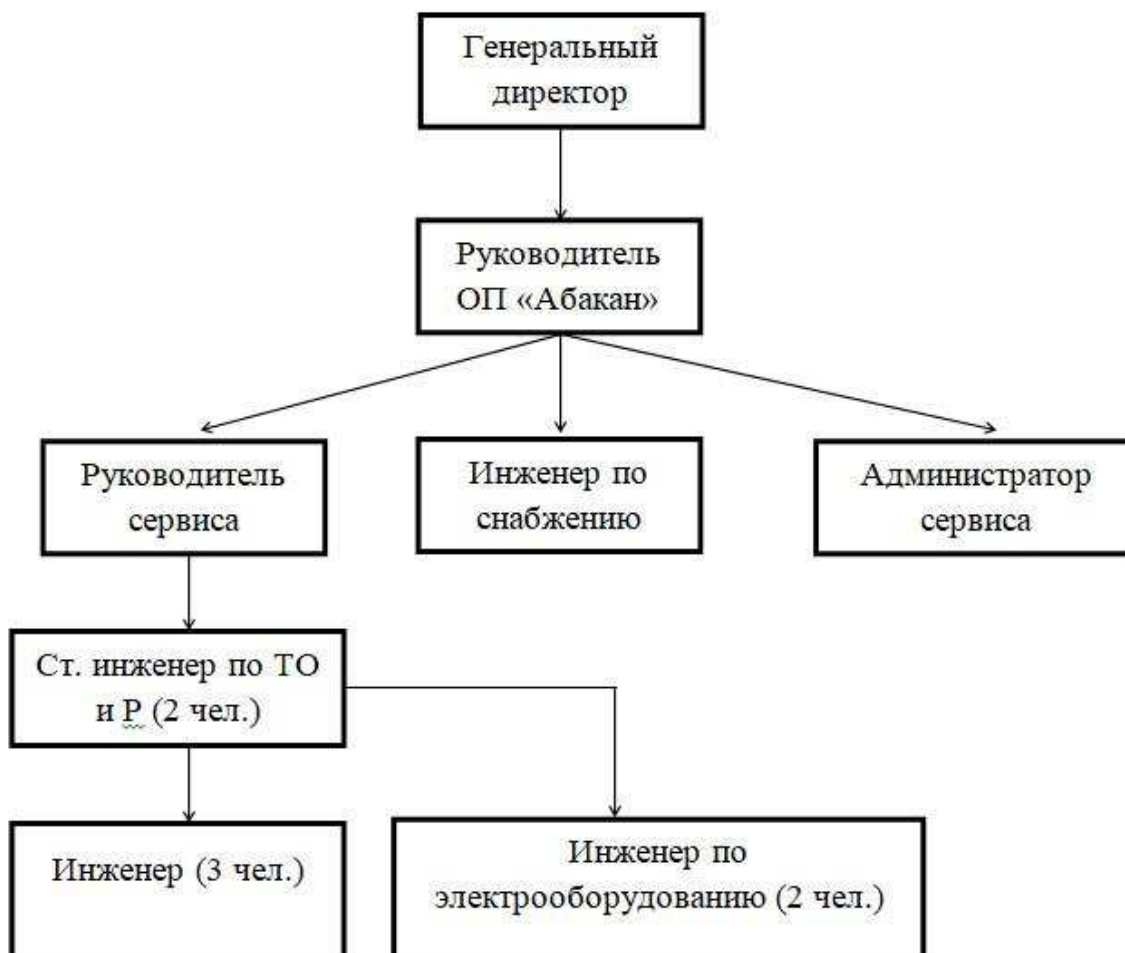 Генеральный
директор
Руководитель
ОП «Абакан»
Руководитель
сервиса
Инженер по
снабжению
Администратор
сервиса
Ст. инженер по ТО
и Р (2 чел.)
Инженер (3 чел.)
Инженер по
электрооборудованию (2 чел.)